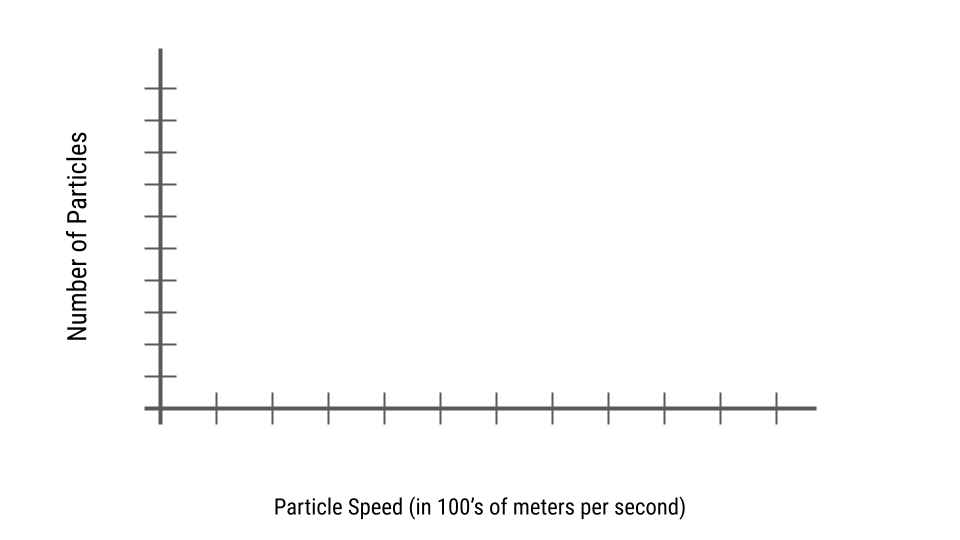 Number of Particles
Particle Speed (in 100’s of meters per second)